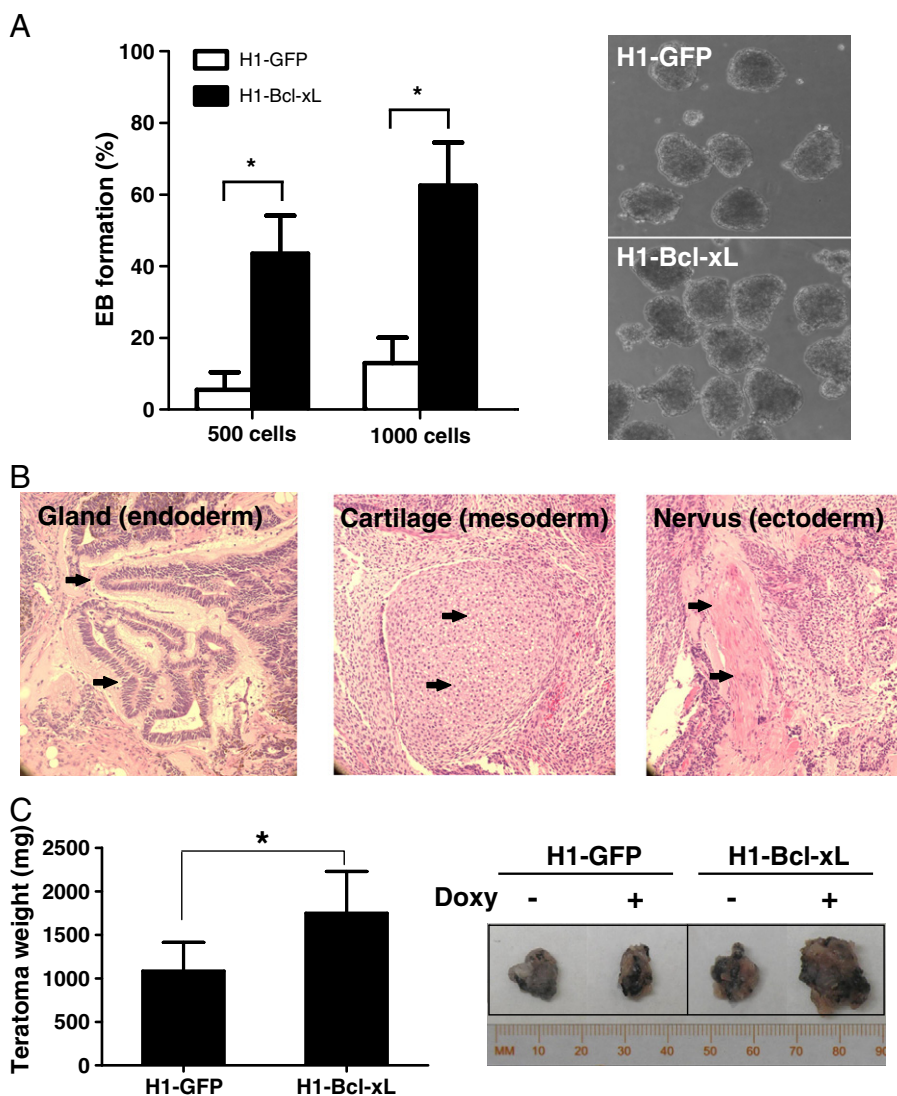 A
EB formation (%)
100
80
60
40
20
0
H1-GFP
H1-Bcl-xL
*
*
500 cells
1000 cells
H1-GFP
H1-Bcl-xL
B
Gland (endoderm)
Cartilage (mesoderm)
Nervus (ectoderm)
C
Teratoma weight (mg)
2500
2000
1500
1000
500
0
*
H1-GFP
H1-Bcl-xL
H1-GFP H1-Bcl-xL
Doxy - + - +
MM 10 20 30 40 50 60 70 80 90